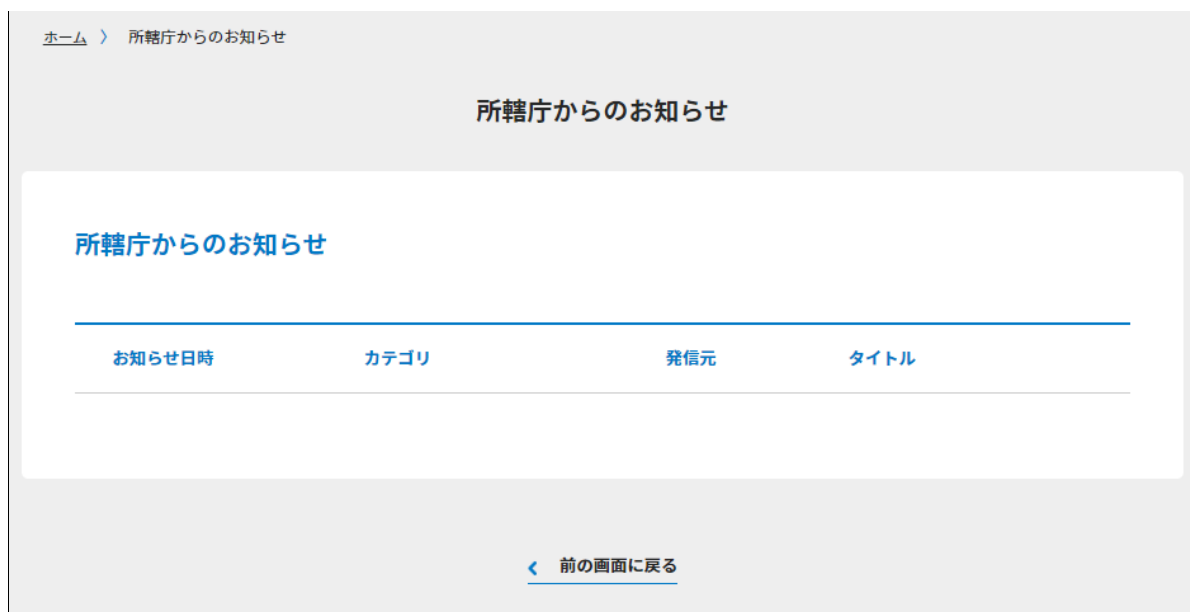 ホーム 〉 所轄庁からのお知らせ
所轄庁からのお知らせ
所轄庁からのお知らせ
お知らせ日時 カテゴリ 発信元 タイトル
前の画面に戻る